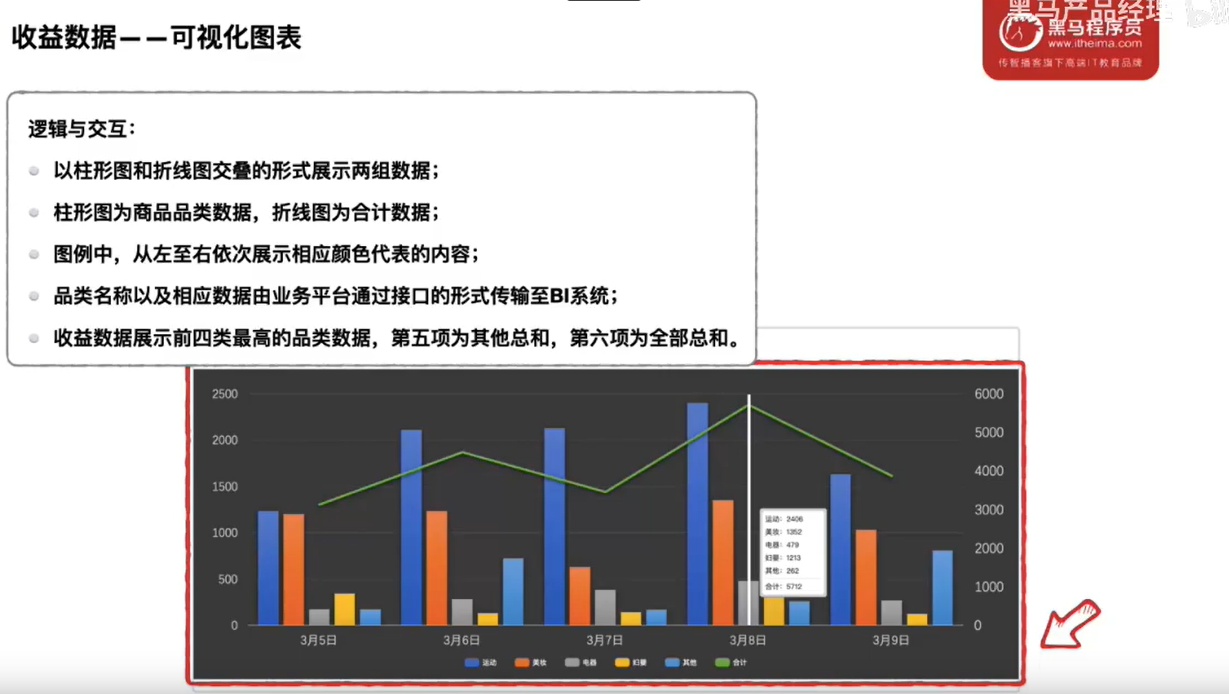 黑马产品经理
收益数据——可视化图表
黑马程序员
www.itheima.com
传智播客旗下高端IT教育品牌
逻辑与交互：
以柱形图和折线图交叠的形式展示两组数据；
柱形图为商品品类数据，折线图为合计数据；
图例中，从左至右依次展示相应颜色代表的内容；
品类名称以及相应数据由业务平台通过接口的形式传输至BI系统；
收益数据展示前四类最高的品类数据，第五项为其他总和，第六项为全部总和。
2500 6000
2000 5000
1500 4000
1000 3000
500 2000
0 1000
0
运动：2406
美妆：1352
电器：479
妇婴：1213
其他：262
合计：5712
3月5日 3月6日 3月7日 3月8日 3月9日
运动 美妆 电器 妇婴 其他 合计